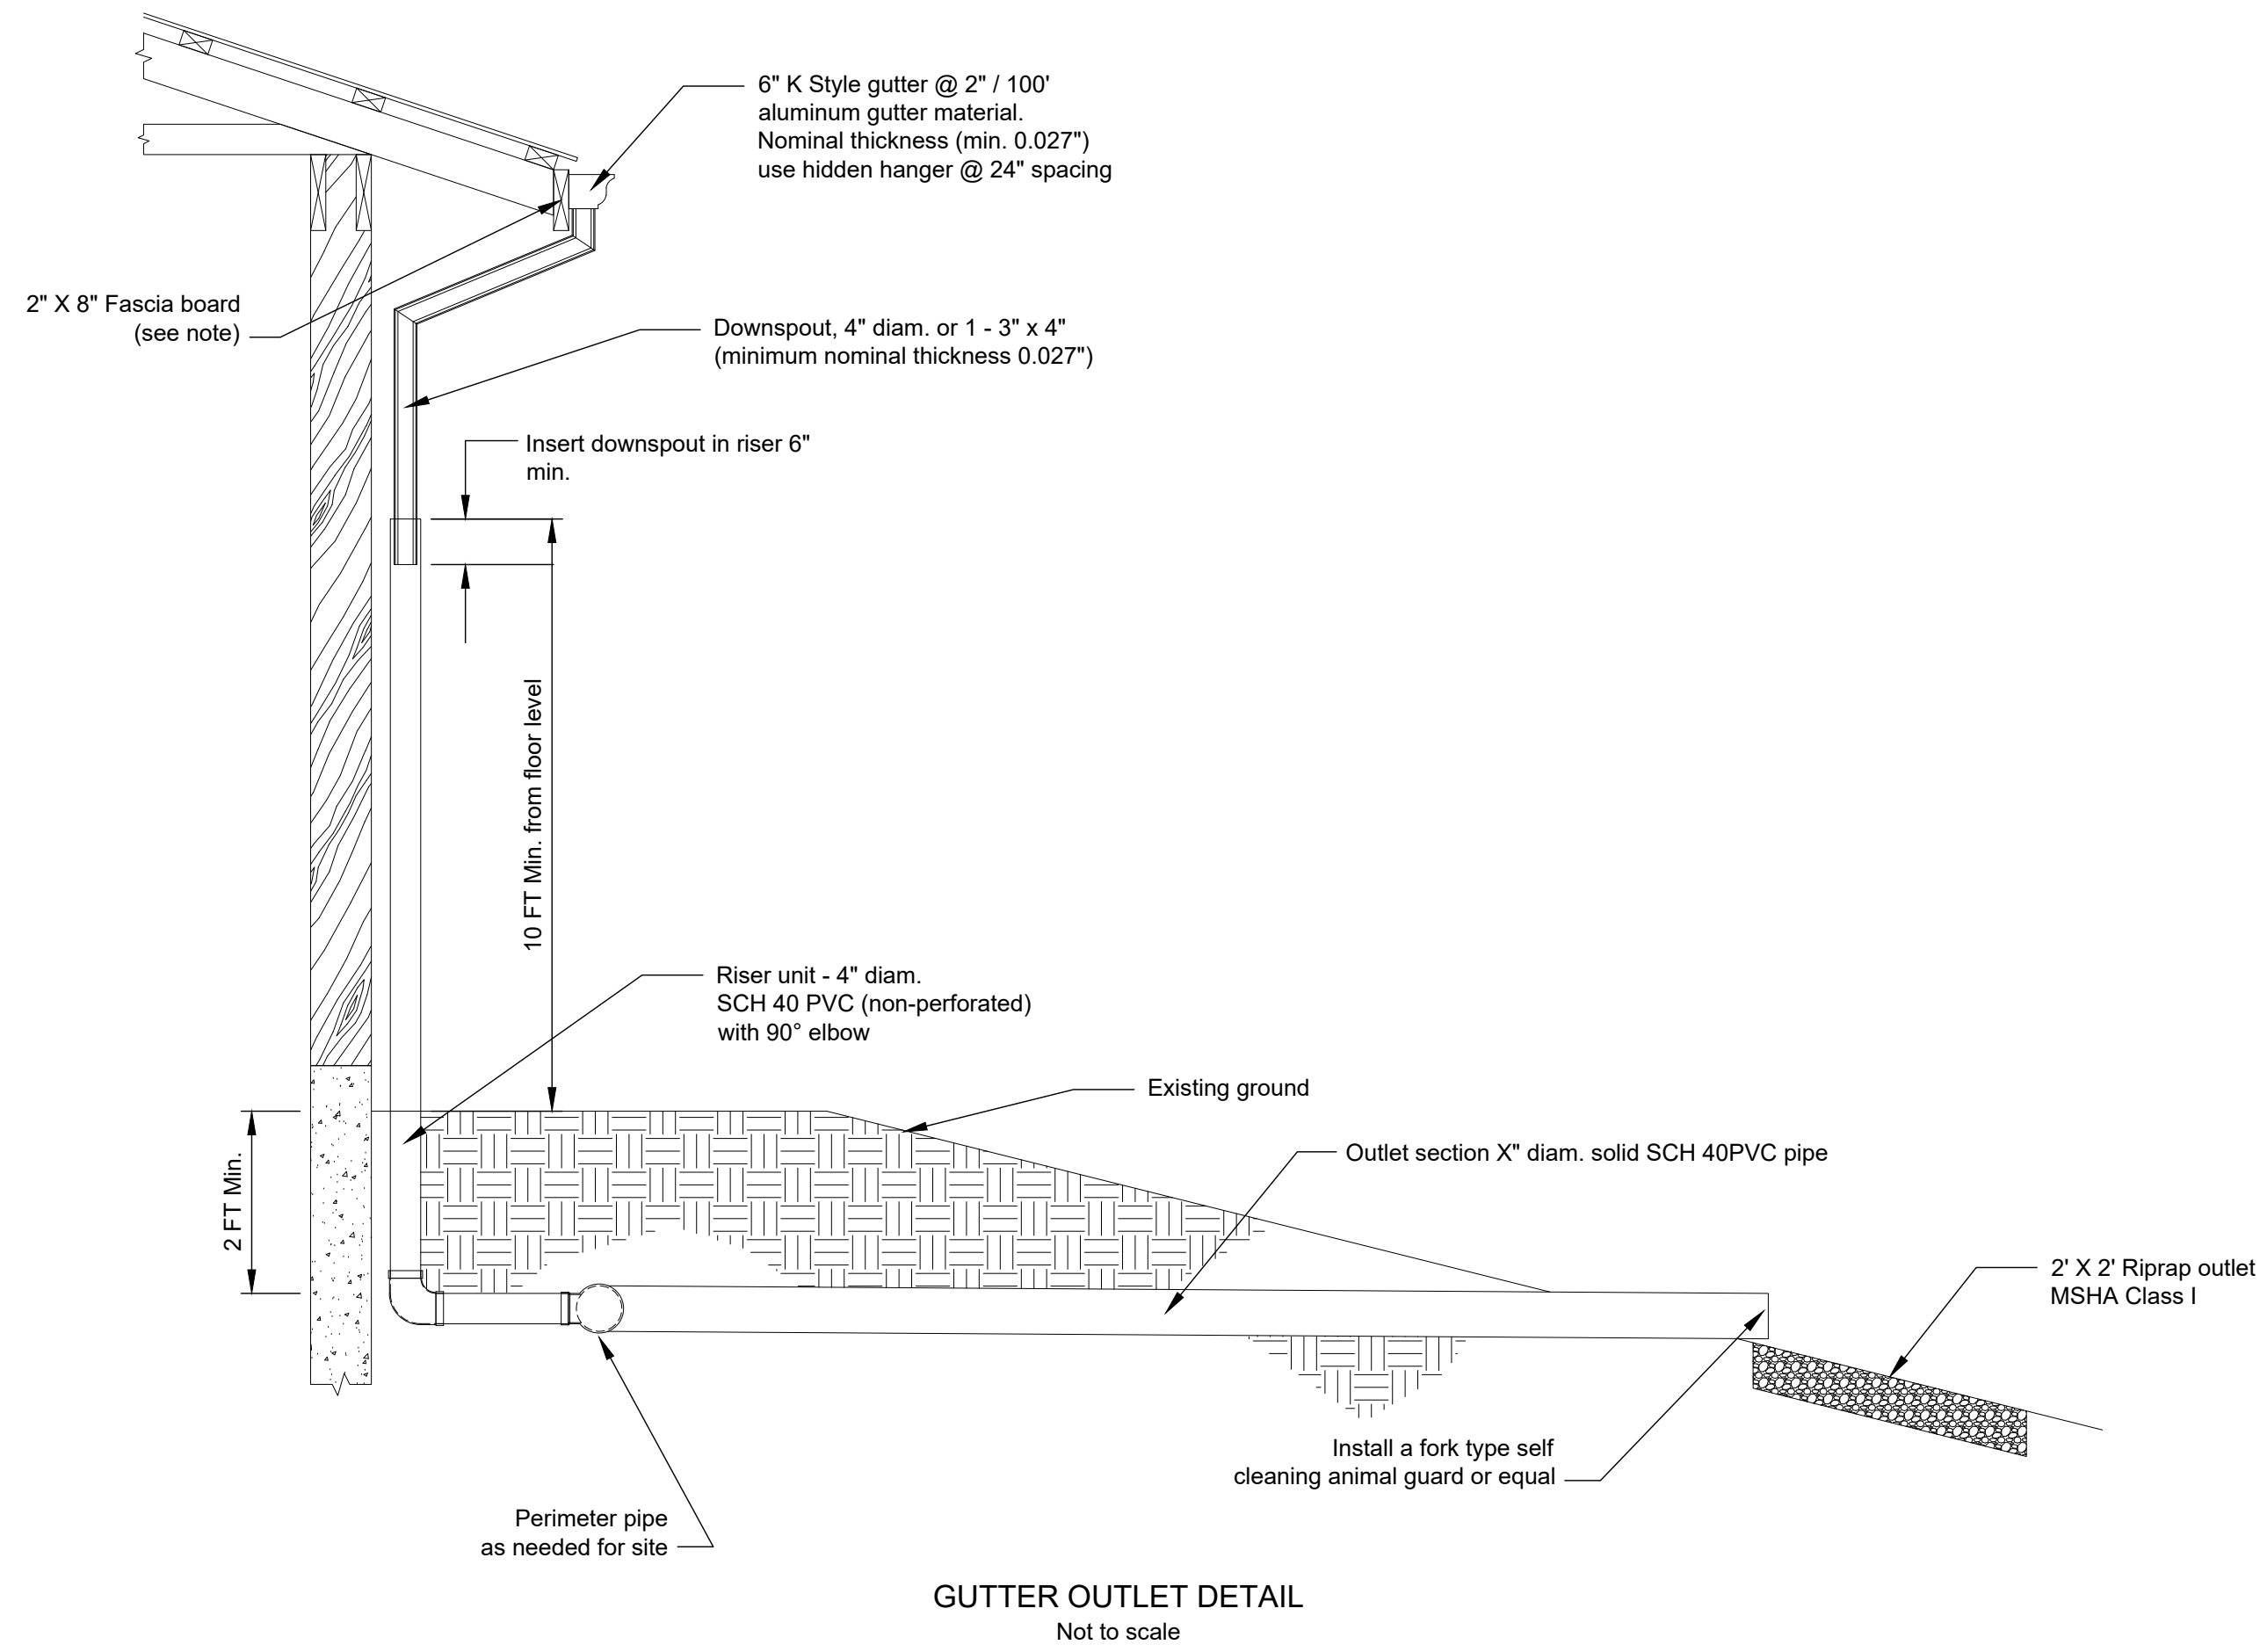 6" K Style gutter @ 2" / 100'
aluminum gutter material.
Nominal thickness (min. 0.027")
use hidden hanger @ 24" spacing
2" X 8" Fascia board
(see note)
Downspout, 4" diam. or 1 - 3" x 4"
(minimum nominal thickness 0.027")
Insert downspout in riser 6"
min.
10 FT Min. from floor level
Riser unit - 4" diam.
SCH 40 PVC (non-perforated)
with 90° elbow
Existing ground
Outlet section X" diam. solid SCH 40PVC pipe
2 FT Min.
2' X 2' Riprap outlet
MSHA Class I
Install a fork type self
cleaning animal guard or equal
Perimeter pipe
as needed for site
GUTTER OUTLET DETAIL
Not to scale